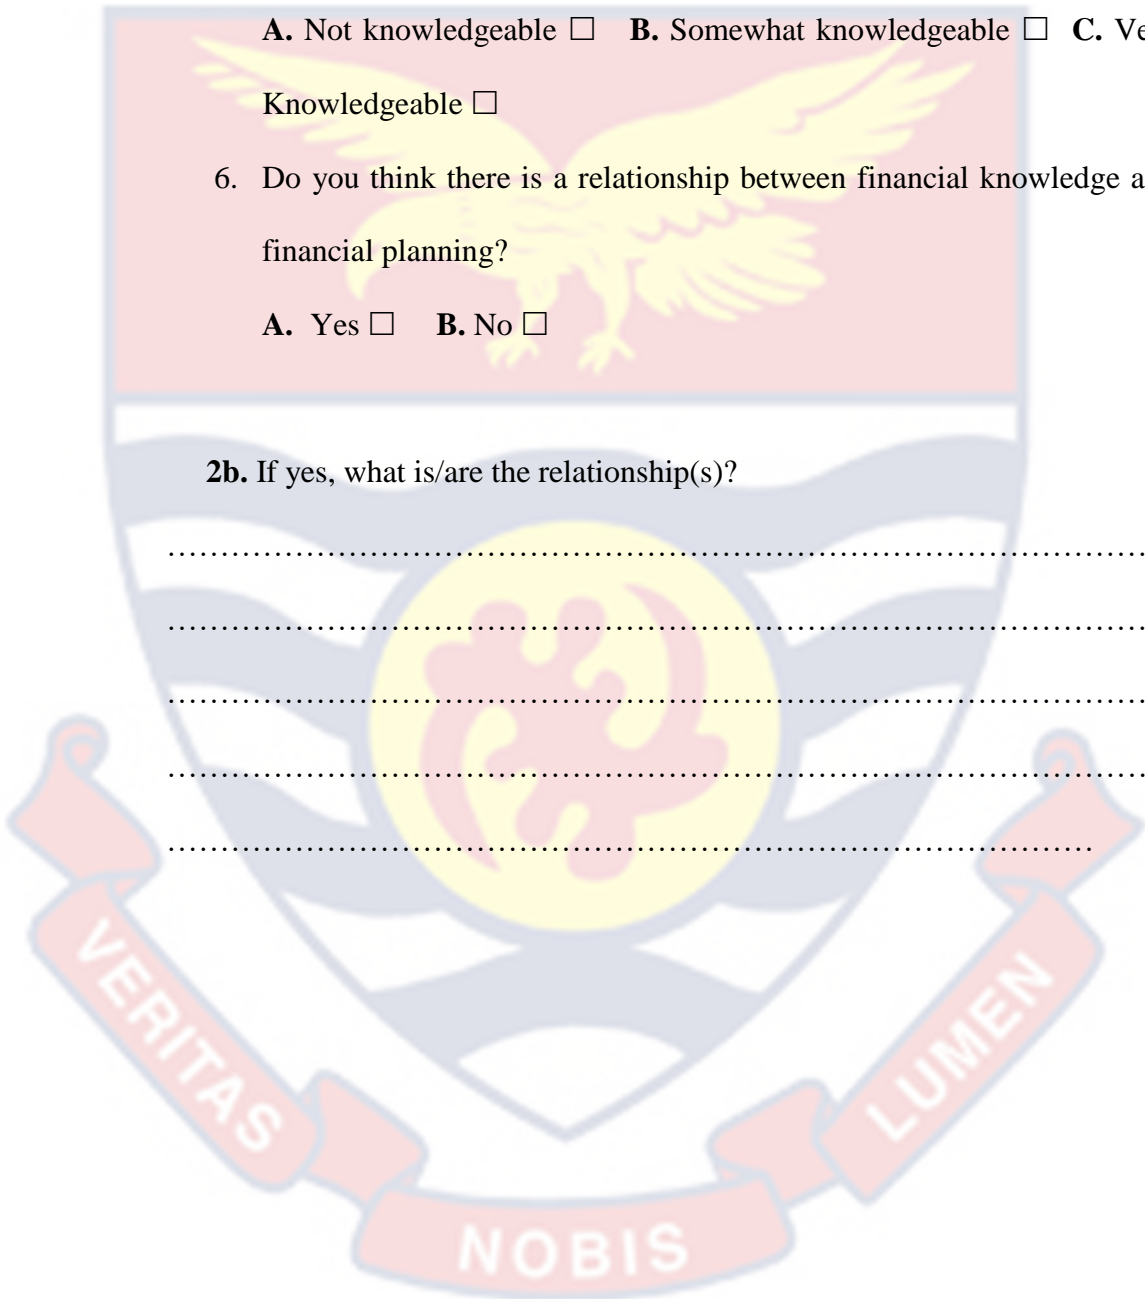 A. Not knowledgeable ☐ B. Somewhat knowledgeable ☐ C. Ve
Knowledgeable ☐
6. Do you think there is a relationship between financial knowledge a
financial planning?
A. Yes ☐ B. No ☐
2b. If yes, what is/are the relationship(s)?
………………………………………………………………………………
………………………………………………………………………………
………………………………………………………………………………
………………………………………………………………………………
……………………………………………………………………………
VERITAS
NOBIS
LUMEN